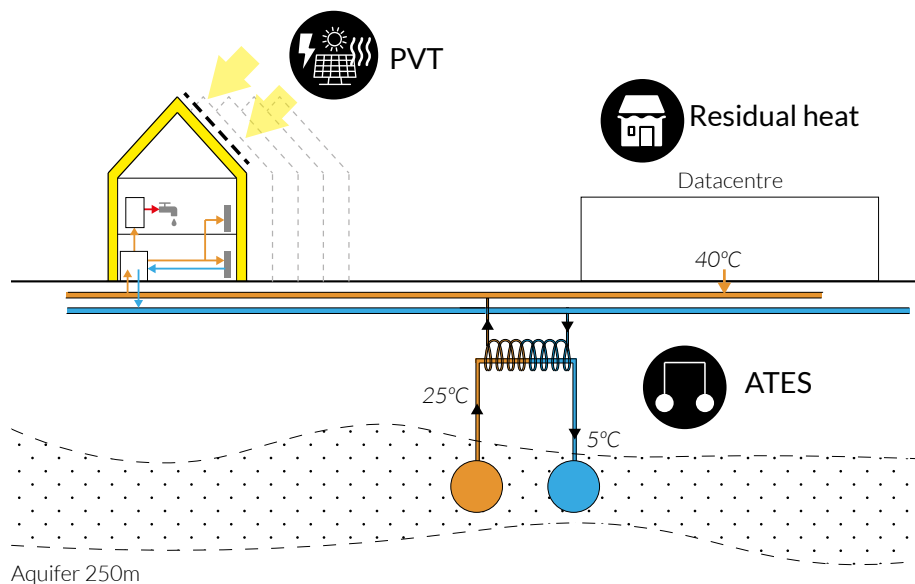 PVT
Residual heat
Datacentre
40ºC
25ºC
ATES
5ºC
Aquifer 250m